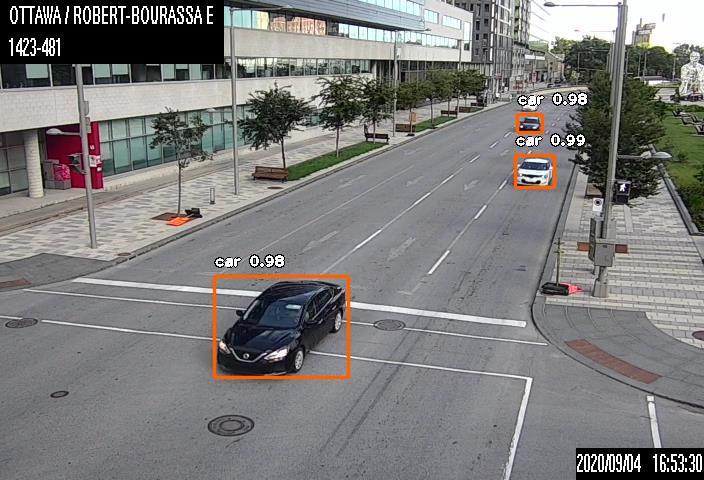 OTTAWA / ROBERT-BOURASSA E
1423-481
car 0.98
car 0.99
car 0.98
2020/09/04 16:53:30